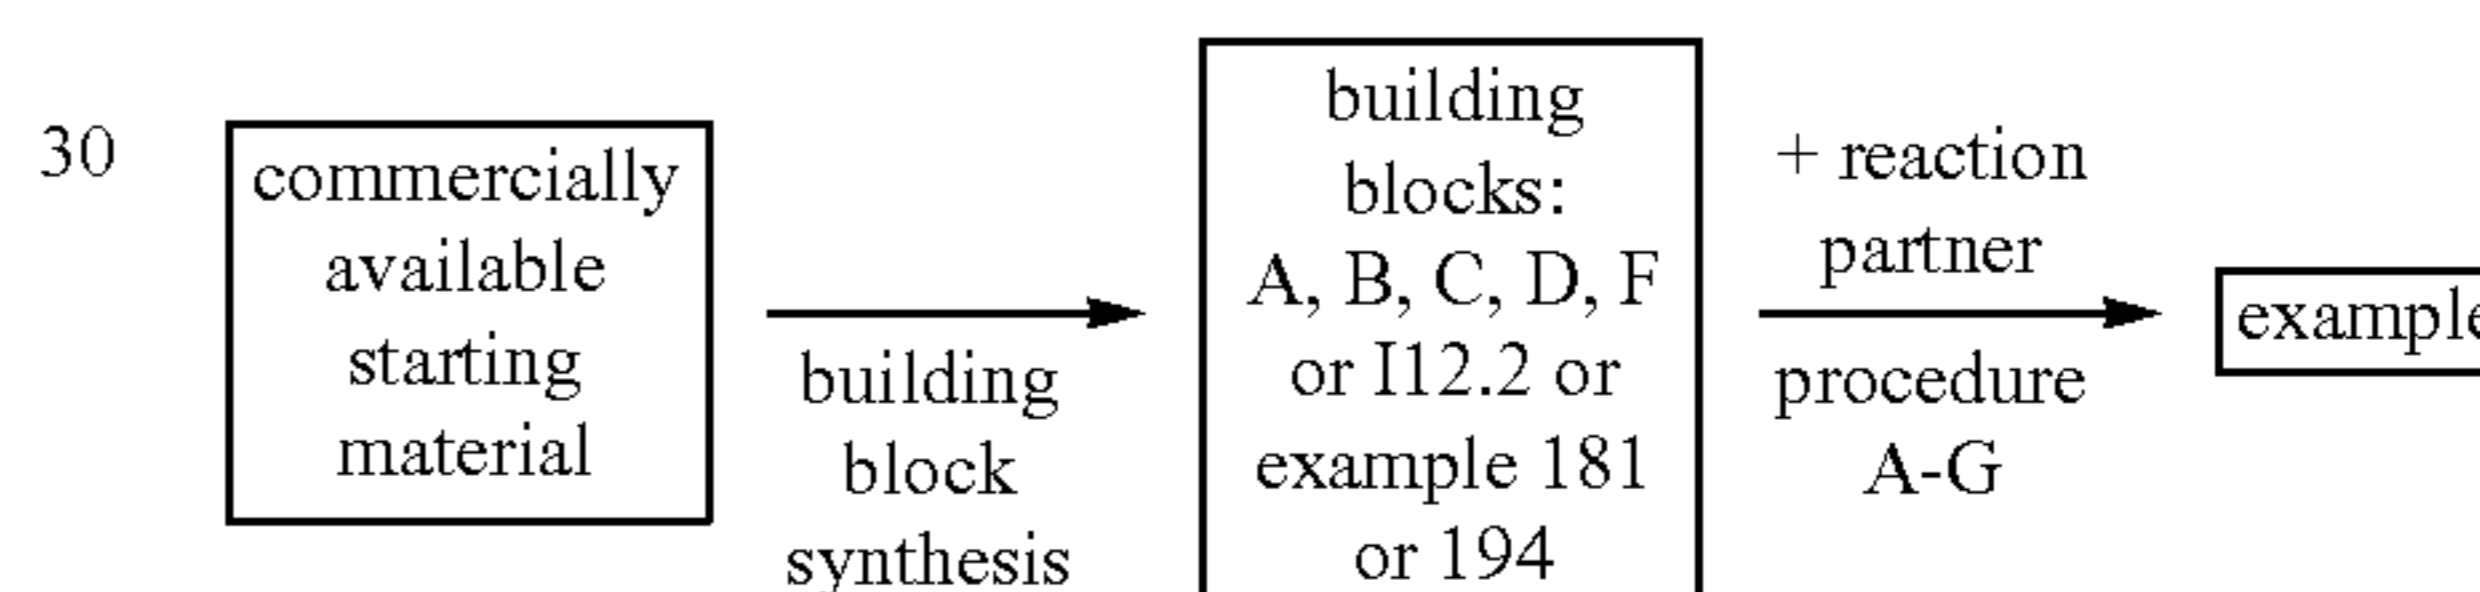 30
commercially
available
starting
material
building
block
synthesis
building
blocks:
A, B, C, D, F
or I12.2 or
example 181
or 194
+ reaction
partner
procedure
A-G
example